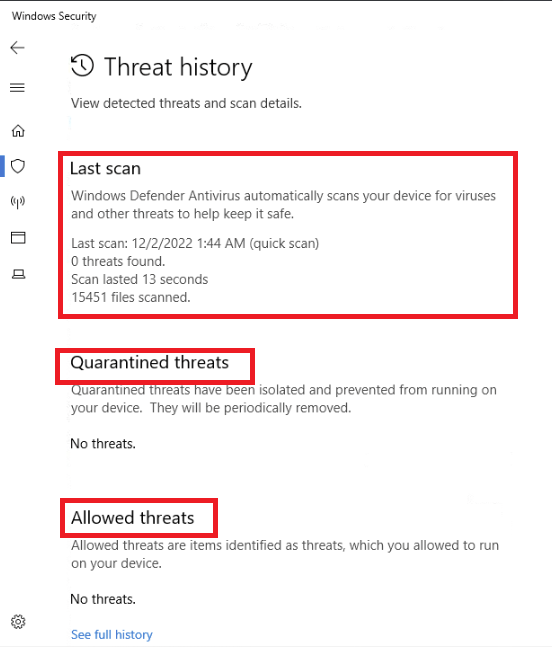 Windows Security
Threat history
View detected threats and scan details.
Last scan
Windows Defender Antivirus automatically scans your device for viruses
and other threats to help keep it safe.
Last scan: 12/2/2022 1:44 AM (quick scan)
0 threats found.
Scan lasted 13 seconds
15451 files scanned.
Quarantined threats
Quarantined threats have been isolated and prevented from running on
your device.  They will be periodically removed.
No threats.
Allowed threats
Allowed threats are items identified as threats, which you allowed to run
on your device.
No threats.
See full history